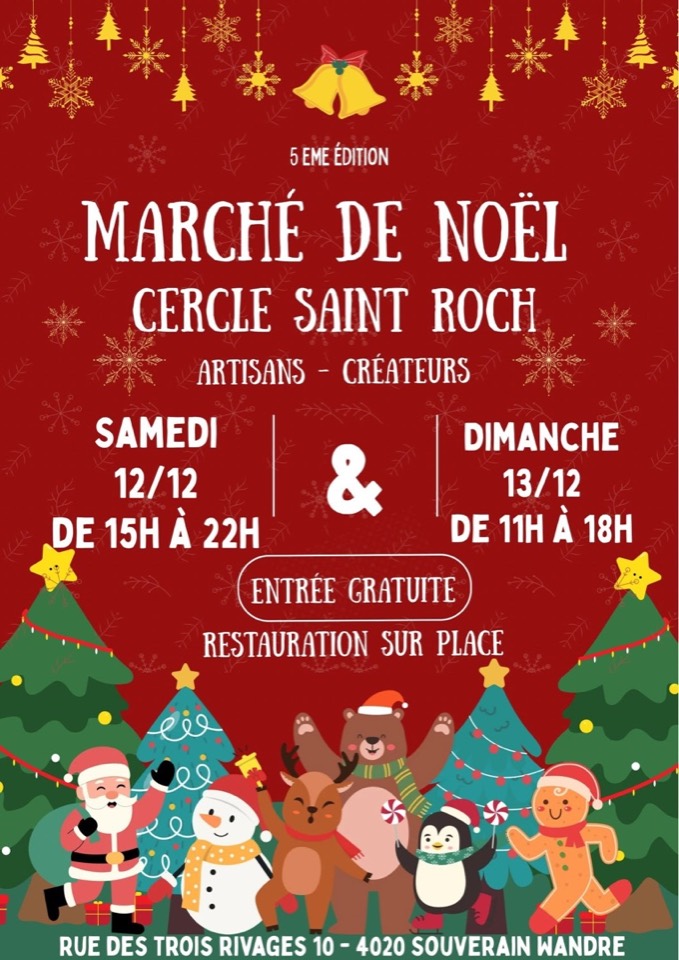 5 EME ÉDITION
MARCHÉ DE NOËL
CERCLE SAINT ROCH
ARTISANS - CRÉATEURS
SAMEDI
12/12
DE 15H À 22H
&
DIMANCHE
13/12
DE 11H À 18H
ENTRÉE GRATUITE
RESTAURATION SUR PLACE
RUE DES TROIS RIVAGES 10 - 4020 SOUVERAIN WANDRE